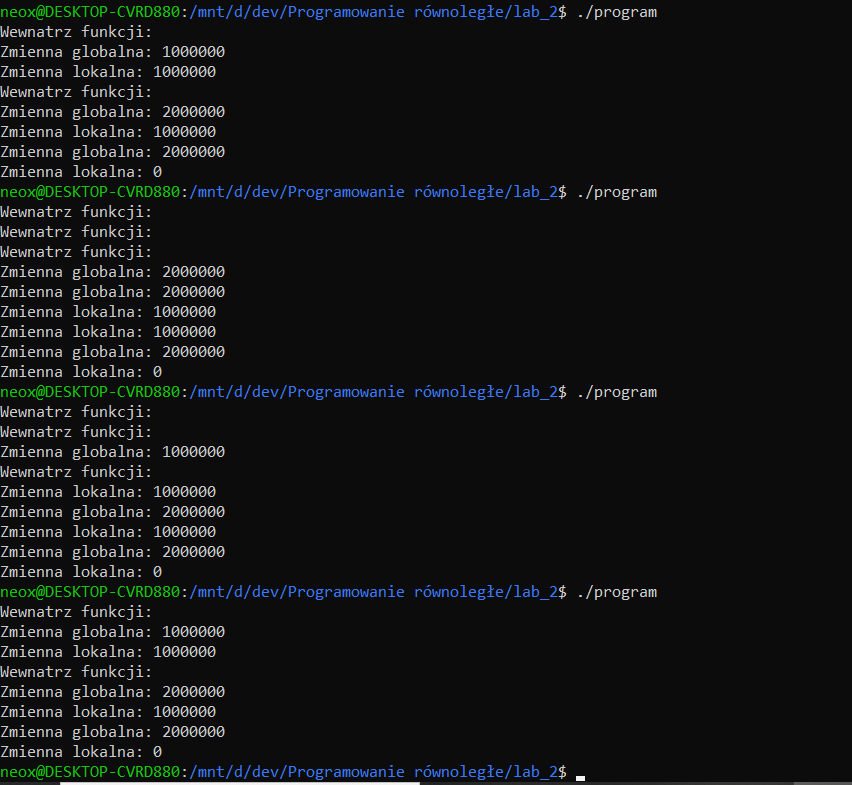 neox@DESKTOP-CVRD880:/mnt/d/dev/Programowanie równoległe/lab_2$ ./program
Wewnatrz funkcji:
Zmienna globalna: 1000000
Zmienna lokalna: 1000000
Wewnatrz funkcji:
Zmienna globalna: 2000000
Zmienna lokalna: 1000000
Zmienna globalna: 2000000
Zmienna lokalna: 0
neox@DESKTOP-CVRD880:/mnt/d/dev/Programowanie równoległe/lab_2$ ./program
Wewnatrz funkcji:
Wewnatrz funkcji:
Wewnatrz funkcji:
Zmienna globalna: 2000000
Zmienna globalna: 2000000
Zmienna lokalna: 1000000
Zmienna lokalna: 1000000
Zmienna globalna: 2000000
Zmienna lokalna: 0
neox@DESKTOP-CVRD880:/mnt/d/dev/Programowanie równoległe/lab_2$ ./program
Wewnatrz funkcji:
Wewnatrz funkcji:
Zmienna globalna: 1000000
Wewnatrz funkcji:
Zmienna lokalna: 1000000
Zmienna globalna: 2000000
Zmienna lokalna: 1000000
Zmienna globalna: 2000000
Zmienna lokalna: 0
neox@DESKTOP-CVRD880:/mnt/d/dev/Programowanie równoległe/lab_2$ ./program
Wewnatrz funkcji:
Zmienna globalna: 1000000
Zmienna lokalna: 1000000
Wewnatrz funkcji:
Zmienna globalna: 2000000
Zmienna lokalna: 1000000
Zmienna globalna: 2000000
Zmienna lokalna: 0
neox@DESKTOP-CVRD880:/mnt/d/dev/Programowanie równoległe/lab_2$